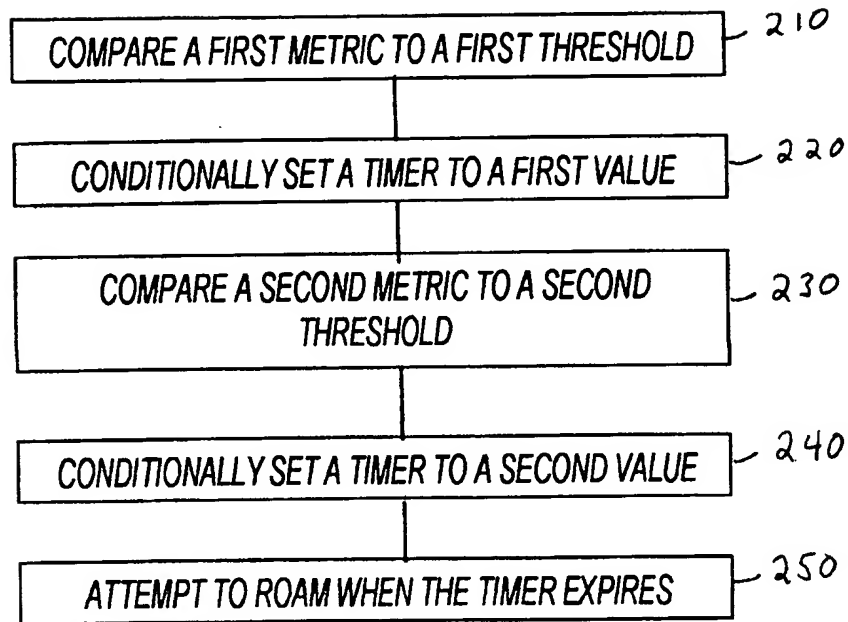 COMPARE A FIRST METRIC TO A FIRST THRESHOLD 210
CONDITIONALLY SET A TIMER TO A FIRST VALUE 220
COMPARE A SECOND METRIC TO A SECOND 230
THRESHOLD
CONDITIONALLY SET A TIMER TO A SECOND VALUE 240
ATTEMPT TO ROAM WHEN THE TIMER EXPIRES 250